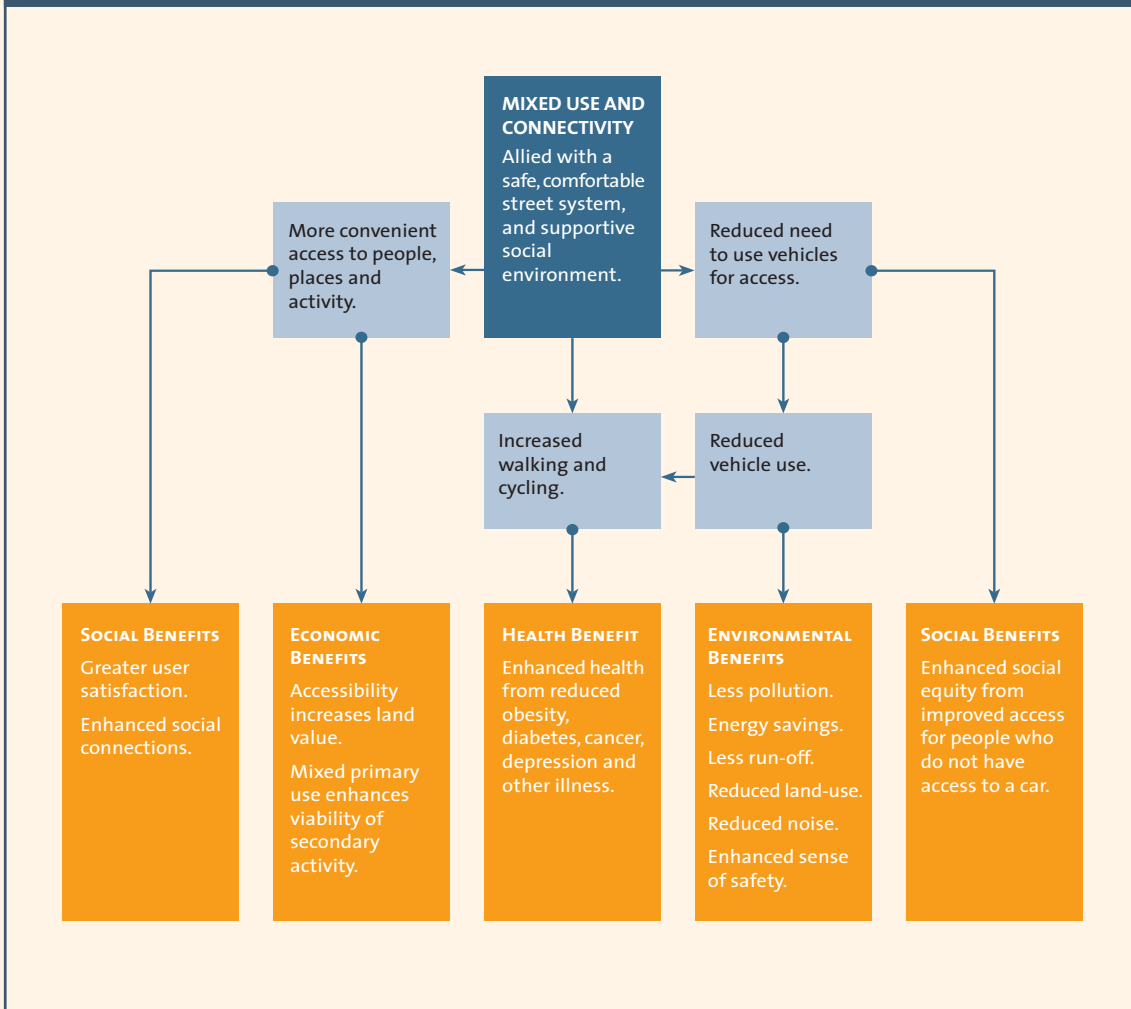 MIXED USE AND
CONNECTIVITY
Allied with a
safe, comfortable
street system,
and supportive
social
environment.
More convenient
access to people,
places and
activity.
Reduced need
to use vehicles
for access.
Increased
walking and
cycling.
Reduced
vehicle use.
SOCIAL BENEFITS
Greater user
satisfaction.
Enhanced social
connections.
ECONOMIC
BENEFITS
Accessibility
increases land
value.
Mixed primary
use enhances
viability of
secondary
activity.
HEALTH BENEFIT
Enhanced health
from reduced
obesity,
diabetes, cancer,
depression and
other illness.
ENVIRONMENTAL
BENEFITS
Less pollution.
Energy savings.
Less run-off.
Reduced land-use.
Reduced noise.
Enhanced sense
of safety.
SOCIAL BENEFITS
Enhanced social
equity from
improved access
for people who
do not have
access to a car.